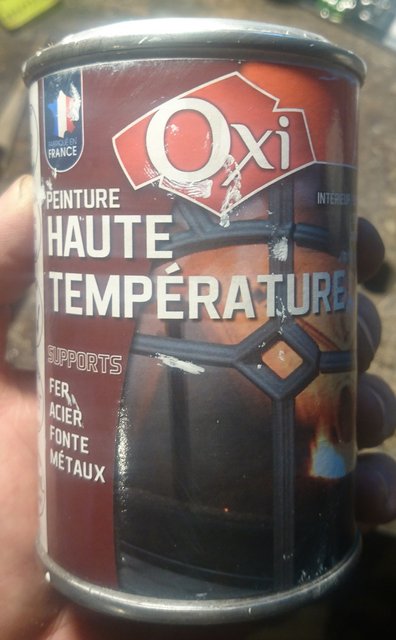 FABRIQUÉ EN
FRANCE
Oxi
INTÉRIEUR
PEINTURE
HAUTE
TEMPÉRATURE
SUPPORTS
FER
ACIER
FONTE
MÉTAUX